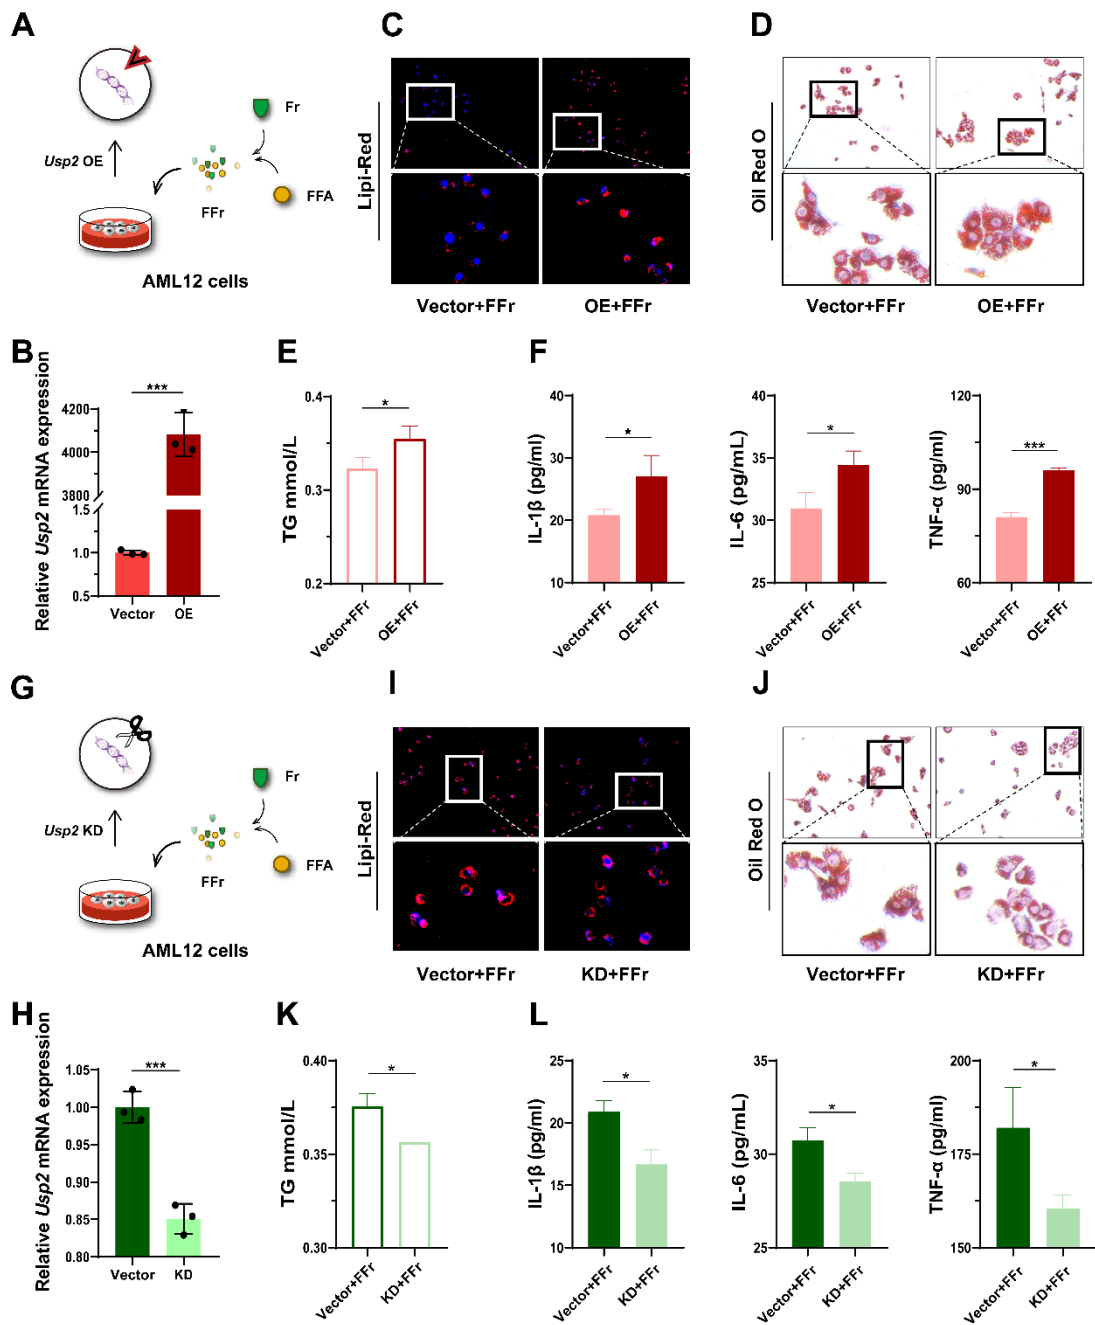 A
Usp2 OE
Fr
FFr
FFA
AML12 cells
C
Lipi-Red
Vector+FFr
OE+FFr
D
Oil Red O
Vector+FFr
OE+FFr
B
Relative Usp2 mRNA expression
4200
4000
3800
1.5
1.0
0.5
***
Vector
OE
E
TG mmol/L
0.4
0.3
0.2
*
Vector+FFr
OE+FFr
F
IL-1β (pg/ml)
40
30
20
10
*
Vector+FFr
OE+FFr
IL-6 (pg/mL)
40
35
30
25
*
Vector+FFr
OE+FFr
TNF-α (pg/ml)
120
90
60
***
Vector+FFr
OE+FFr
G
Usp2 KD
Fr
FFr
FFA
AML12 cells
I
Lipi-Red
Vector+FFr
KD+FFr
J
Oil Red O
Vector+FFr
KD+FFr
H
Relative Usp2 mRNA expression
1.05
1.00
0.95
0.90
0.85
0.80
***
Vector
KD
K
TG mmol/L
0.40
0.35
0.30
*
Vector+FFr
KD+FFr
L
IL-1β (pg/ml)
25
20
15
10
*
Vector+FFr
KD+FFr
IL-6 (pg/mL)
35
30
25
*
Vector+FFr
KD+FFr
TNF-α (pg/ml)
200
175
150
*
Vector+FFr
KD+FFr